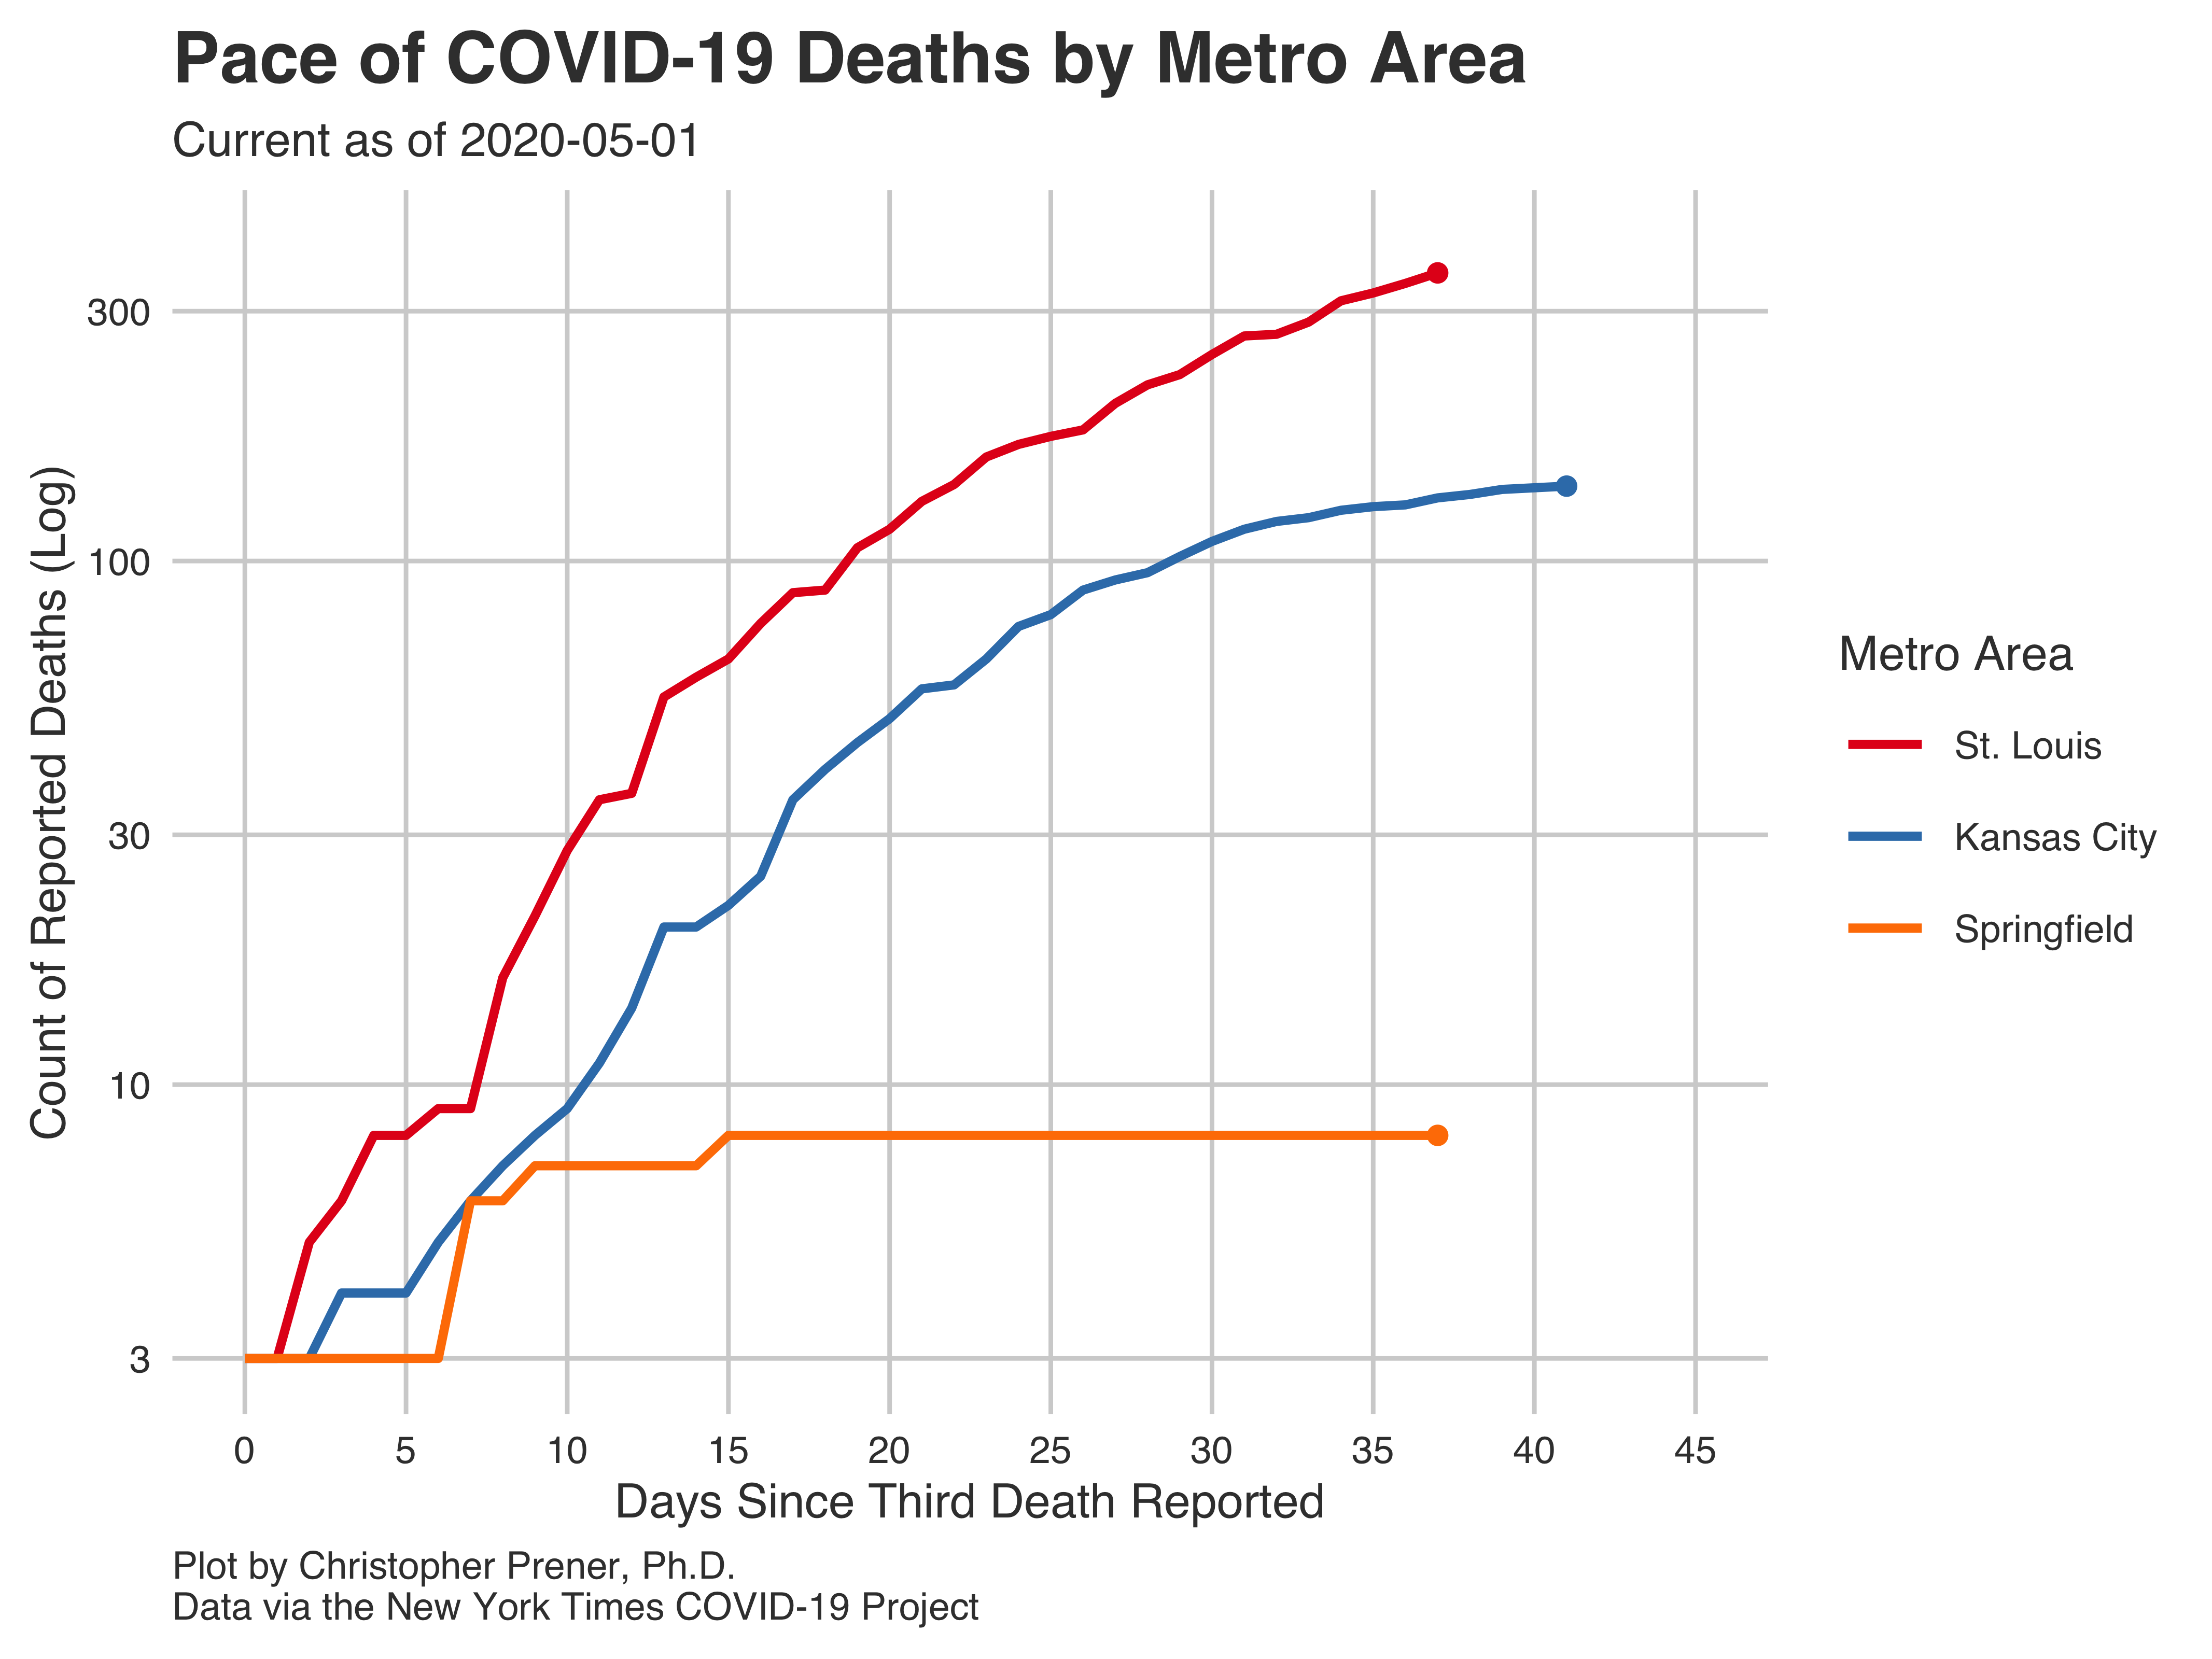 Pace of COVID-19 Deaths by Metro Area
Current as of 2020-05-01
Count of Reported Deaths (Log)
300
100
30
10
3
0 5 10 15 20 25 30 35 40 45
Days Since Third Death Reported
Metro Area
St. Louis
Kansas City
Springfield
Plot by Christopher Prener, Ph.D.
Data via the New York Times COVID-19 Project